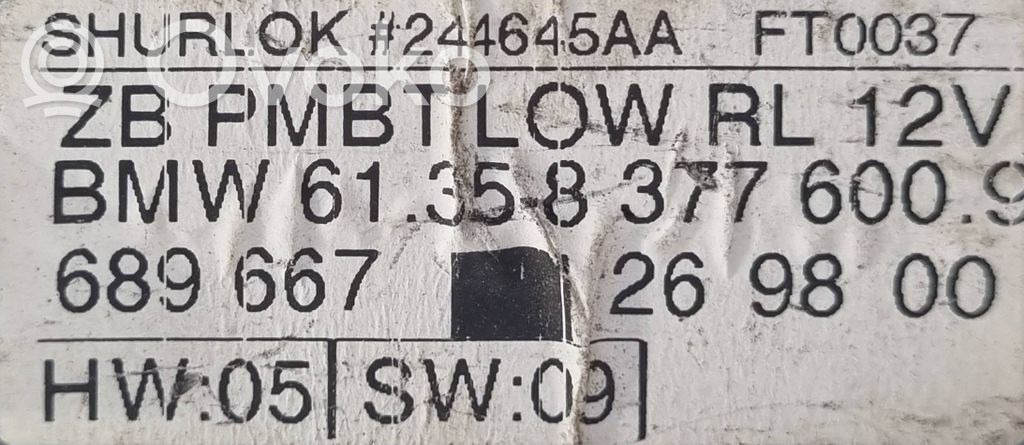 SHURLOK #244645AA FT0037
Ovoko
ZB PMBT LOW RL 12V
BMW 61.35-8 377 600.9
689 667 26 98 00
HW:05 SW:09